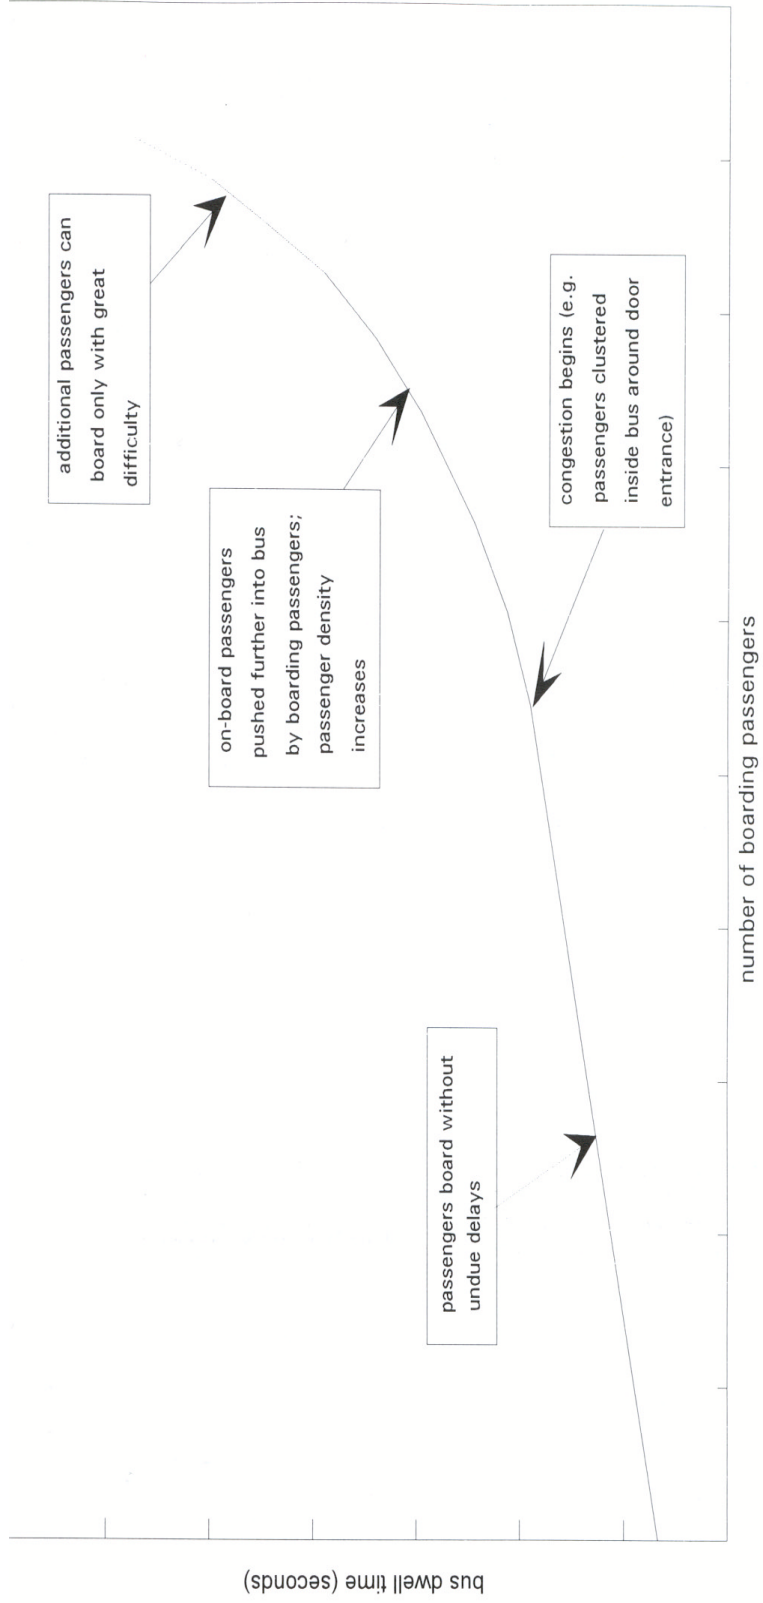 additional passengers can
board only with great
difficulty
on-board passengers
pushed further into bus
by boarding passengers;
passenger density
increases
congestion begins (e.g.
passengers clustered
inside bus around door
entrance)
passengers board without
undue delays
bus dwell time (seconds)
number of boarding passengers